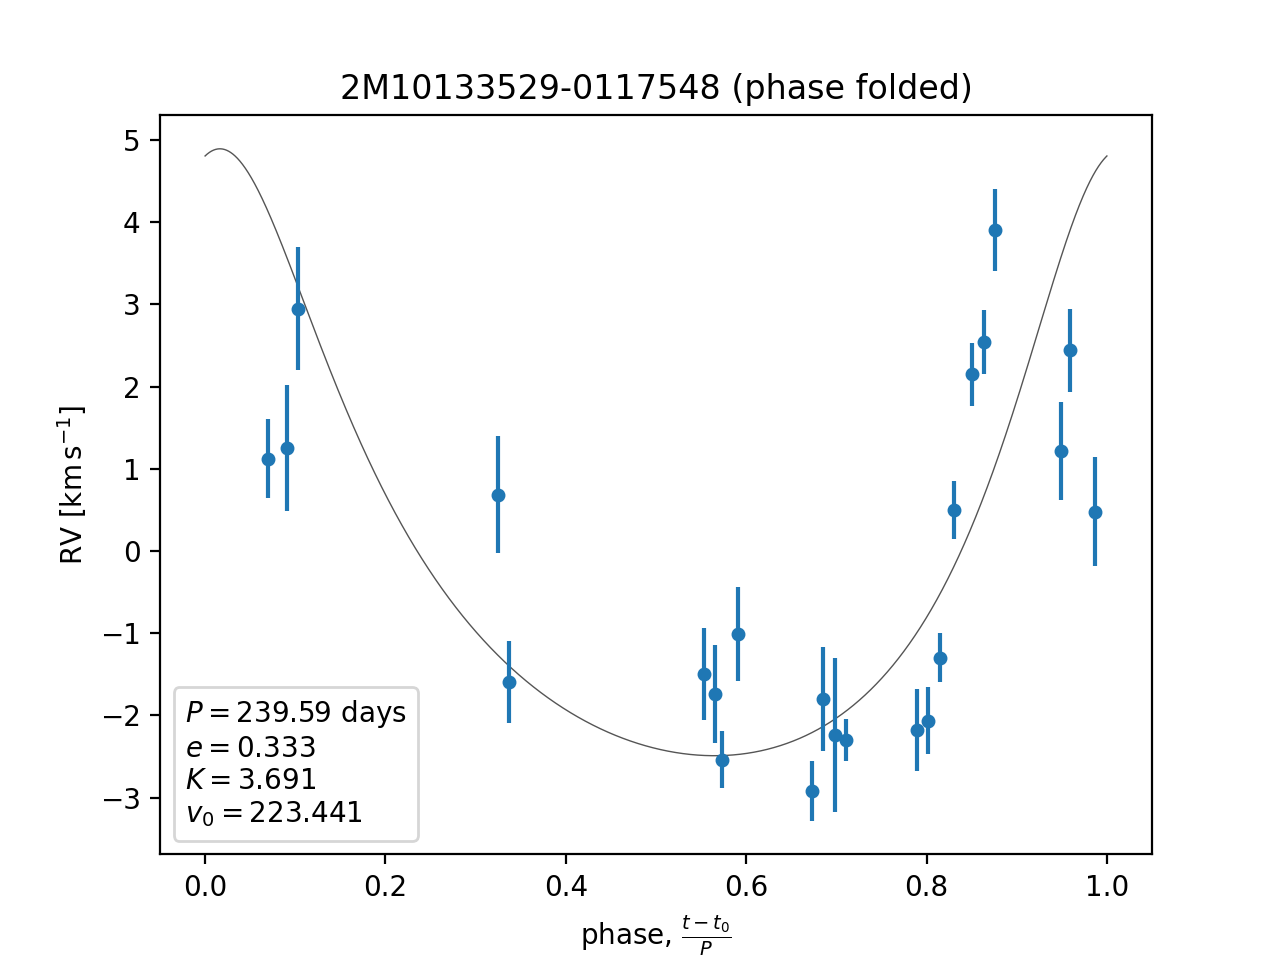 2M10133529-0117548 (phase folded)
RV [km s⁻¹]
5
4
3
2
1
0
−1
−2
−3
P = 239.59 days
e = 0.333
K = 3.691
v₀ = 223.441
0.0 0.2 0.4 0.6 0.8 1.0
phase, (t − t₀)/P